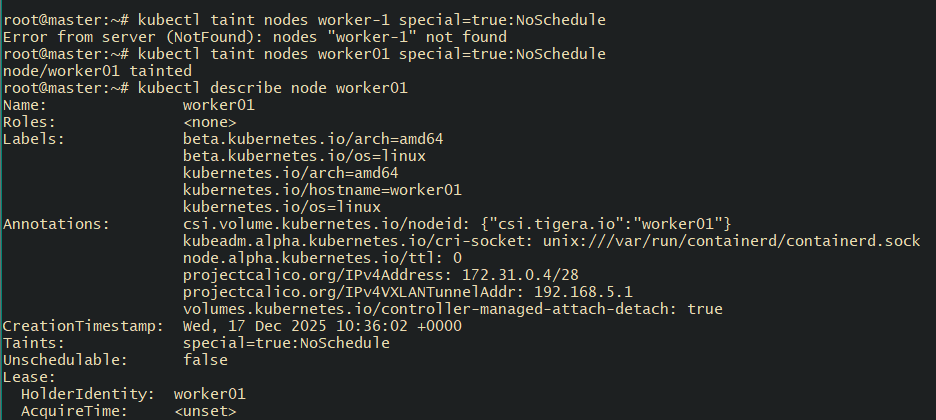 root@master:~# kubectl taint nodes worker-1 special=true:NoSchedule
Error from server (NotFound): nodes "worker-1" not found
root@master:~# kubectl taint nodes worker01 special=true:NoSchedule
node/worker01 tainted
root@master:~# kubectl describe node worker01
Name:               worker01
Roles:              <none>
Labels:             beta.kubernetes.io/arch=amd64
                    beta.kubernetes.io/os=linux
                    kubernetes.io/arch=amd64
                    kubernetes.io/hostname=worker01
                    kubernetes.io/os=linux
Annotations:        csi.volume.kubernetes.io/nodeid: {"csi.tigera.io":"worker01"}
                    kubeadm.alpha.kubernetes.io/cri-socket: unix:///var/run/containerd/containerd.sock
                    node.alpha.kubernetes.io/ttl: 0
                    projectcalico.org/IPv4Address: 172.31.0.4/28
                    projectcalico.org/IPv4VXLANTunnelAddr: 192.168.5.1
                    volumes.kubernetes.io/controller-managed-attach-detach: true
CreationTimestamp:  Wed, 17 Dec 2025 10:36:02 +0000
Taints:             special=true:NoSchedule
Unschedulable:      false
Lease:
  HolderIdentity:  worker01
  AcquireTime:     <unset>